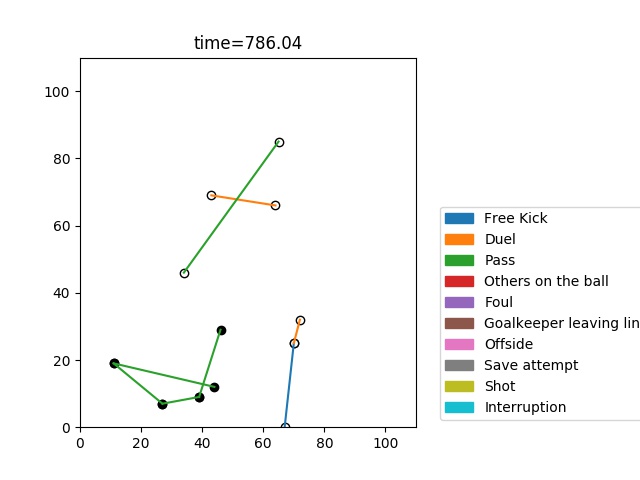 time=786.04
100
80
60
40
20
0
0 20 40 60 80 100
Free Kick
Duel
Pass
Others on the ball
Foul
Goalkeeper leaving lin
Offside
Save attempt
Shot
Interruption